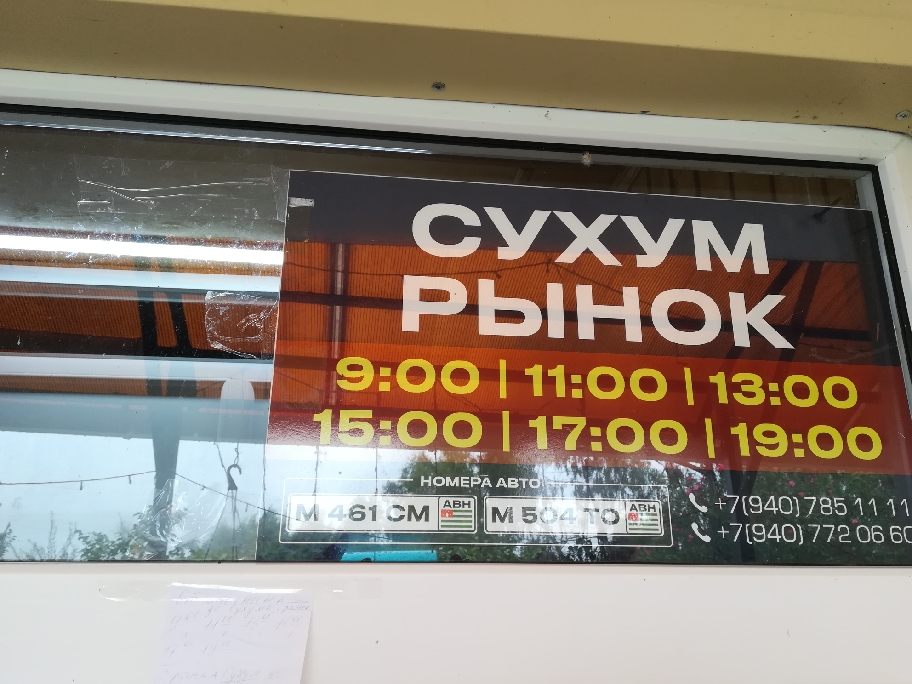 СУХУМ
РЫНОК
9:00 | 11:00 | 13:00
15:00 | 17:00 | 19:00
НОМЕРА АВТО
М 461 СМ АВН М 504 ТО АВН
+7(940) 785 11 11
+7(940) 772 06 60